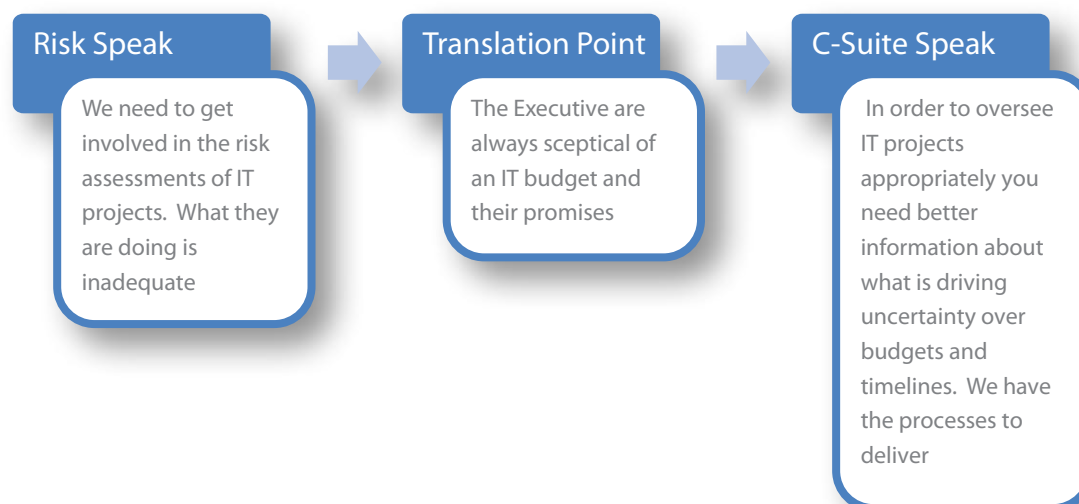 Risk Speak
We need to get
involved in the risk
assessments of IT
projects.  What they
are doing is
inadequate
Translation Point
The Executive are
always sceptical of
an IT budget and
their promises
C-Suite Speak
In order to oversee
IT projects
appropriately you
need better
information about
what is driving
uncertainty over
budgets and
timelines.  We have
the processes to
deliver